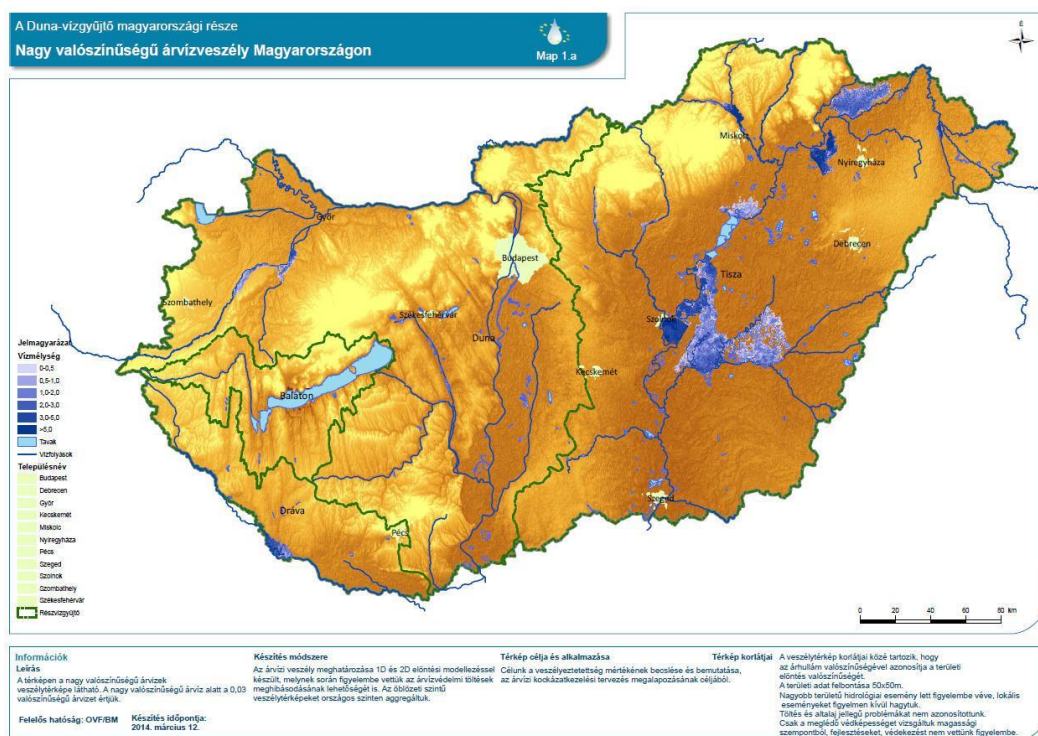 A Duna-vízgyűjtő magyarországi része
Nagy valószínűségű árvízveszély Magyarországon
Map 1.a
É
Miskolc
Nyíregyháza
Győr
Budapest
Debrecen
Tisza
Szombathely
Székesfehérvár
Duna
Szolnok
Kecskemét
Balaton
Szeged
Dráva
Pécs
Jelmagyarázat
Vízmélység
0-0,5
0,5-1,0
1,0-2,0
2,0-3,0
3,0-5,0
>5,0
Tavak
Vízfolyások
Településnév
Budapest
Debrecen
Győr
Kecskemét
Miskolc
Nyíregyháza
Pécs
Szeged
Szolnok
Szombathely
Székesfehérvár
Részvízgyűjtő
0 20 40 60 80 km
Információk
Leírás
A térképen a nagy valószínűségű árvizek
veszélytérképe látható. A nagy valószínűségű árvíz alatt a 0,03
valószínűségű árvizet értjük.
Felelős hatóság: OVF/BM
Készítés időpontja:
2014. március 12.
Készítés módszere
Az árvízi veszély meghatározása 1D és 2D elöntési modellezéssel
készült, melynek során figyelembe vettük az árvízvédelmi töltések
meghibásodásának lehetőségét is. Az öblözeti szintű
veszélytérképeket országos szinten aggregáltuk.
Térkép célja és alkalmazása
Célunk a veszélyeztetettség mértékének becslése és bemutatása,
az árvízi kockázatkezelési tervezés megalapozásának céljából.
Térkép korlátjai
A veszélytérkép korlátjai közé tartozik, hogy
az árhullám valószínűségével azonosítja a területi
elöntés valószínűségét.
A területi adat felbontása 50x50m.
Nagyobb területű hidrológiai esemény lett figyelembe véve, lokális
eseményeket figyelmen kívül hagytuk.
Töltés és altalaj jellegű problémákat nem azonosítottunk.
Csak a meglédő védképességet vizsgáltuk magassági
szempontból, fejlesztéseket, védekezést nem vettünk figyelembe.